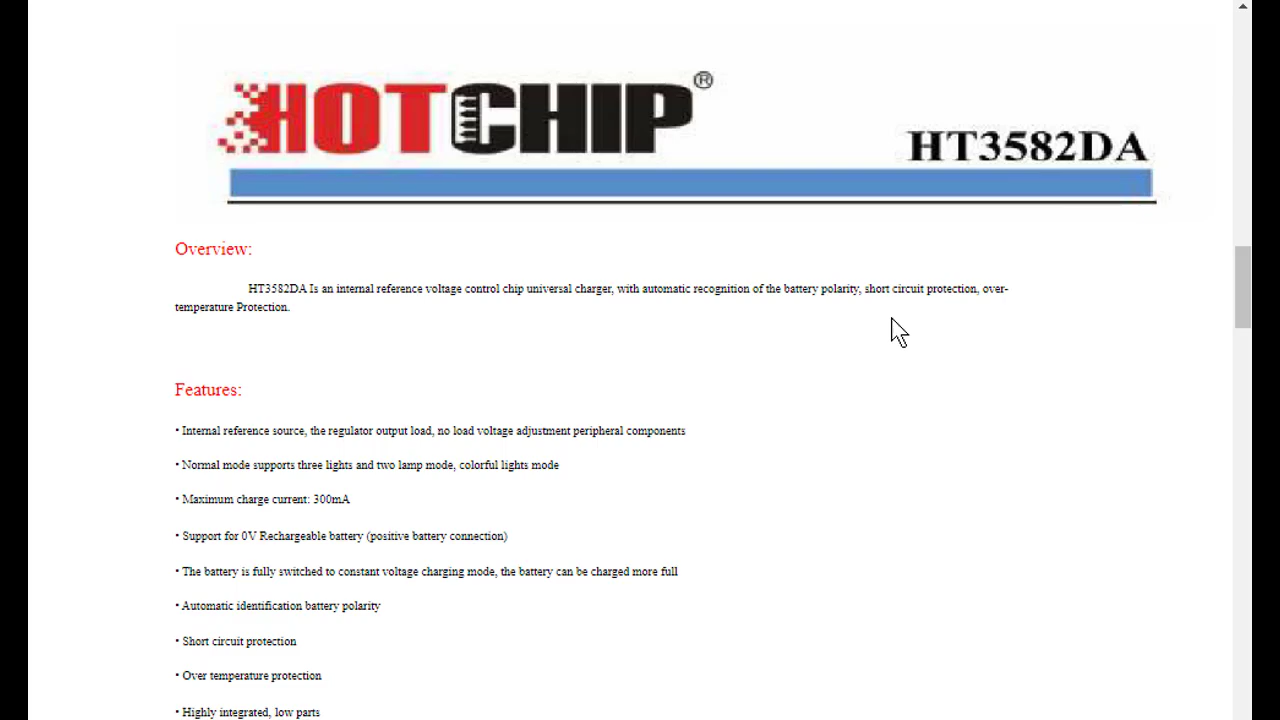 HOTCHIP®
HT3582DA
Overview:
HT3582DA Is an internal reference voltage control chip universal charger, with automatic recognition of the battery polarity, short circuit protection, over-
temperature Protection.
Features:
• Internal reference source, the regulator output load, no load voltage adjustment peripheral components
• Normal mode supports three lights and two lamp mode, colorful lights mode
• Maximum charge current: 300mA
• Support for 0V Rechargeable battery (positive battery connection)
• The battery is fully switched to constant voltage charging mode, the battery can be charged more full
• Automatic identification battery polarity
• Short circuit protection
• Over temperature protection
• Highly integrated, low parts